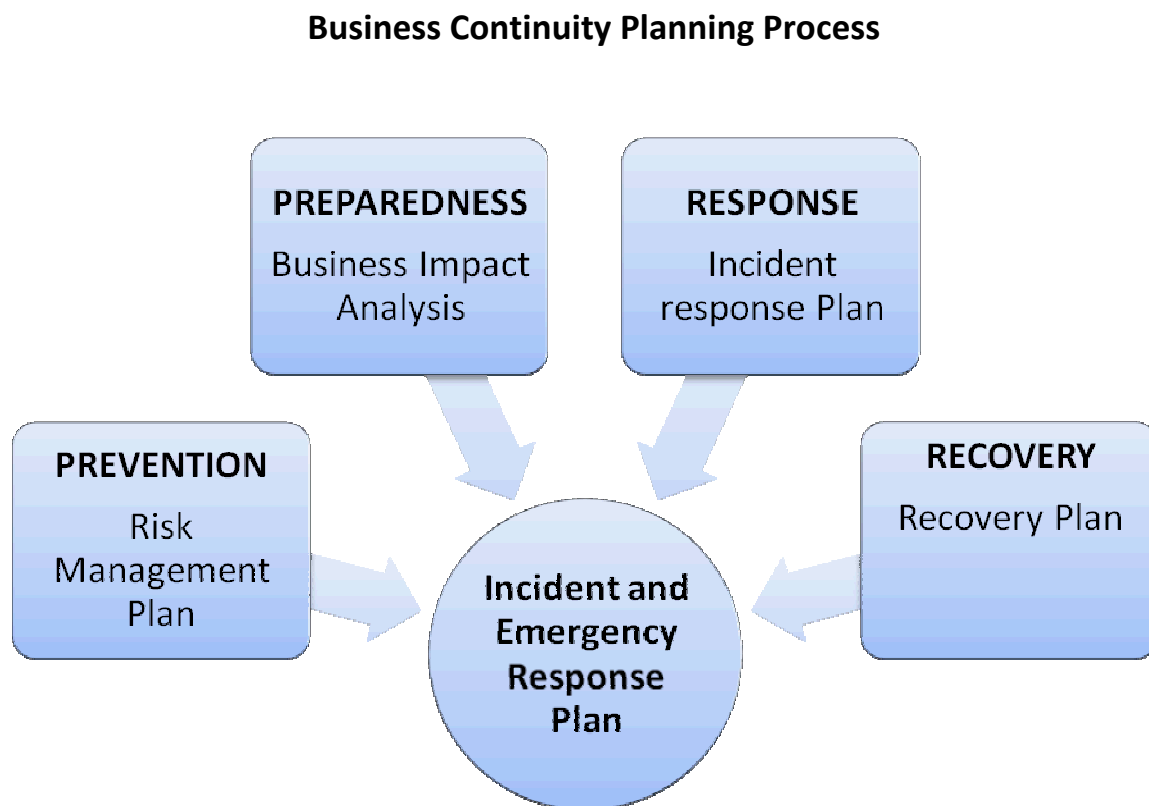 Business Continuity Planning Process
PREPAREDNESS
Business Impact
Analysis
RESPONSE
Incident
response Plan
PREVENTION
Risk
Management
Plan
RECOVERY
Recovery Plan
Incident and
Emergency
Response
Plan